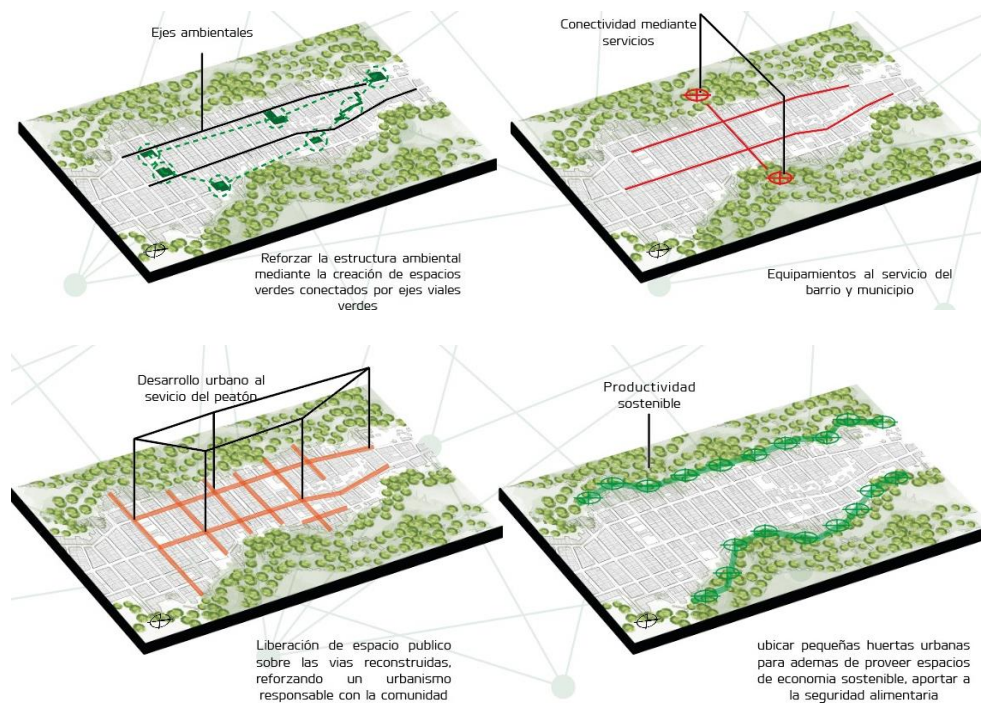 Ejes ambientales
Reforzar la estructura ambiental
mediante la creación de espacios
verdes conectados por ejes viales
verdes
Conectividad mediante
servicios
Equipamientos al servicio del
barrio y municipio
Desarrollo urbano al
sevicio del peatón
Liberación de espacio publico
sobre las vias reconstruidas,
reforzando un urbanismo
responsable con la comunidad
Productividad
sostenible
ubicar pequeñas huertas urbanas
para ademas de proveer espacios
de economia sostenible, aportar a
la seguridad alimentaria